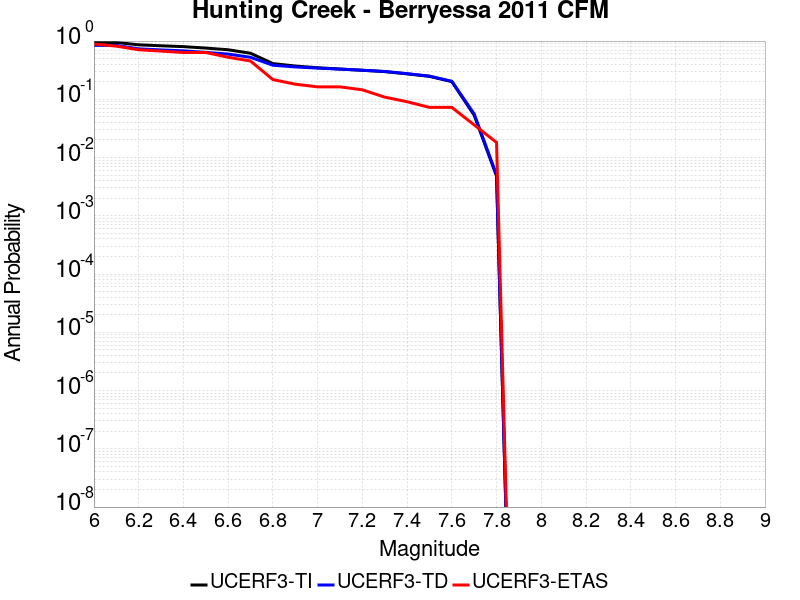 Hunting Creek - Berryessa 2011 CFM
10^0
10^-1
10^-2
10^-3
10^-4
10^-5
10^-6
10^-7
10^-8
Annual Probability
6 6.2 6.4 6.6 6.8 7 7.2 7.4 7.6 7.8 8 8.2 8.4 8.6 8.8 9
Magnitude
UCERF3-TI UCERF3-TD UCERF3-ETAS